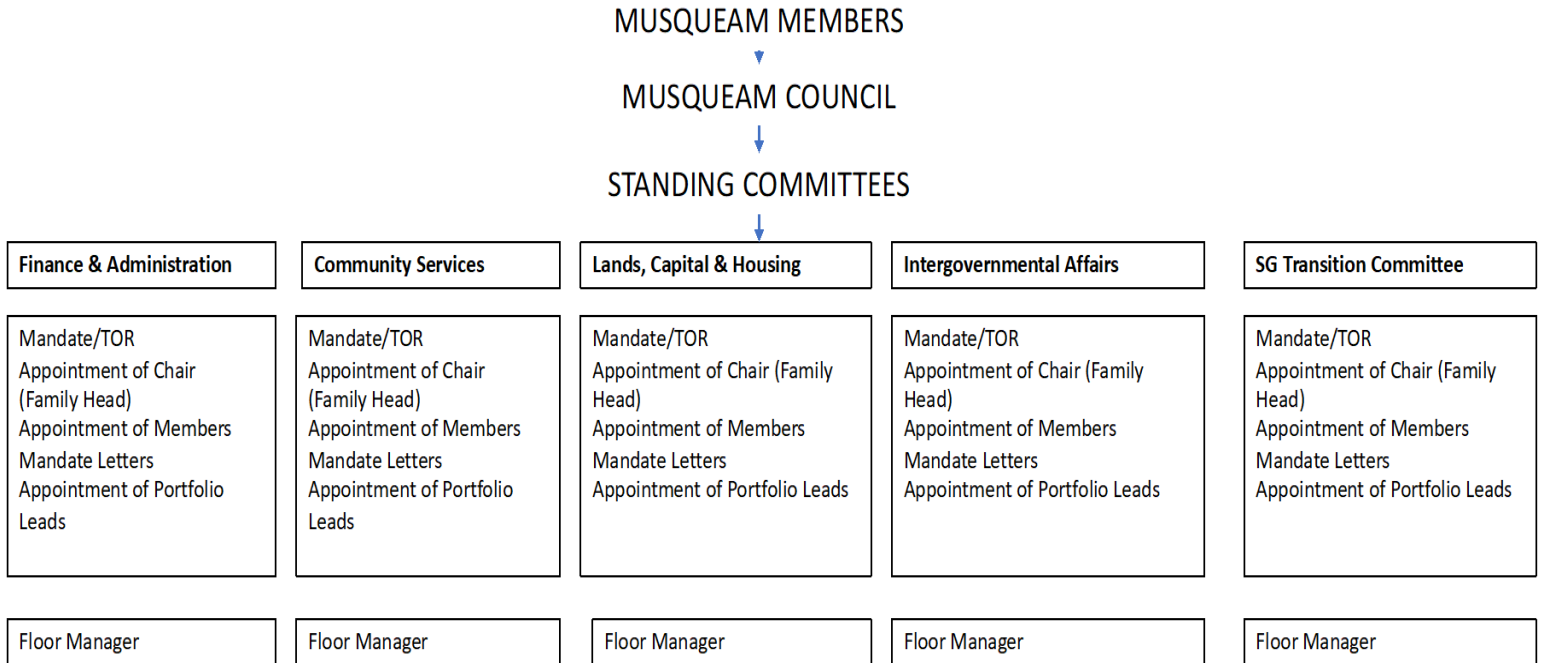 MUSQUEAM MEMBERS
MUSQUEAM COUNCIL
STANDING COMMITTEES
Finance & Administration
Community Services
Lands, Capital & Housing
Intergovernmental Affairs
SG Transition Committee
Mandate/TOR
Appointment of Chair
(Family Head)
Appointment of Members
Mandate Letters
Appointment of Portfolio
Leads
Mandate/TOR
Appointment of Chair
(Family Head)
Appointment of Members
Mandate Letters
Appointment of Portfolio
Leads
Mandate/TOR
Appointment of Chair (Family
Head)
Appointment of Members
Mandate Letters
Appointment of Portfolio Leads
Mandate/TOR
Appointment of Chair (Family
Head)
Appointment of Members
Mandate Letters
Appointment of Portfolio Leads
Mandate/TOR
Appointment of Chair (Family
Head)
Appointment of Members
Mandate Letters
Appointment of Portfolio Leads
Floor Manager
Floor Manager
Floor Manager
Floor Manager
Floor Manager